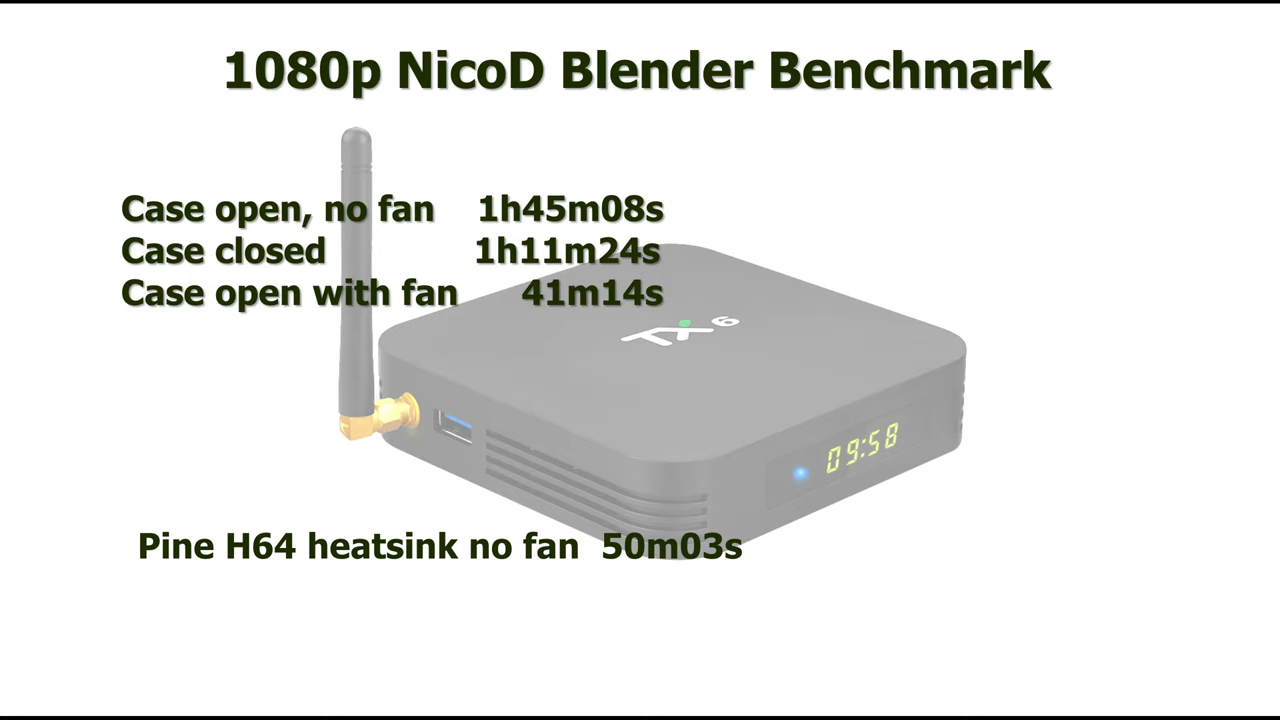 1080p NicoD Blender Benchmark
Case open, no fan 1h45m08s
Case closed 1h11m24s
Case open with fan 41m14s
TX6
09:58
Pine H64 heatsink no fan 50m03s